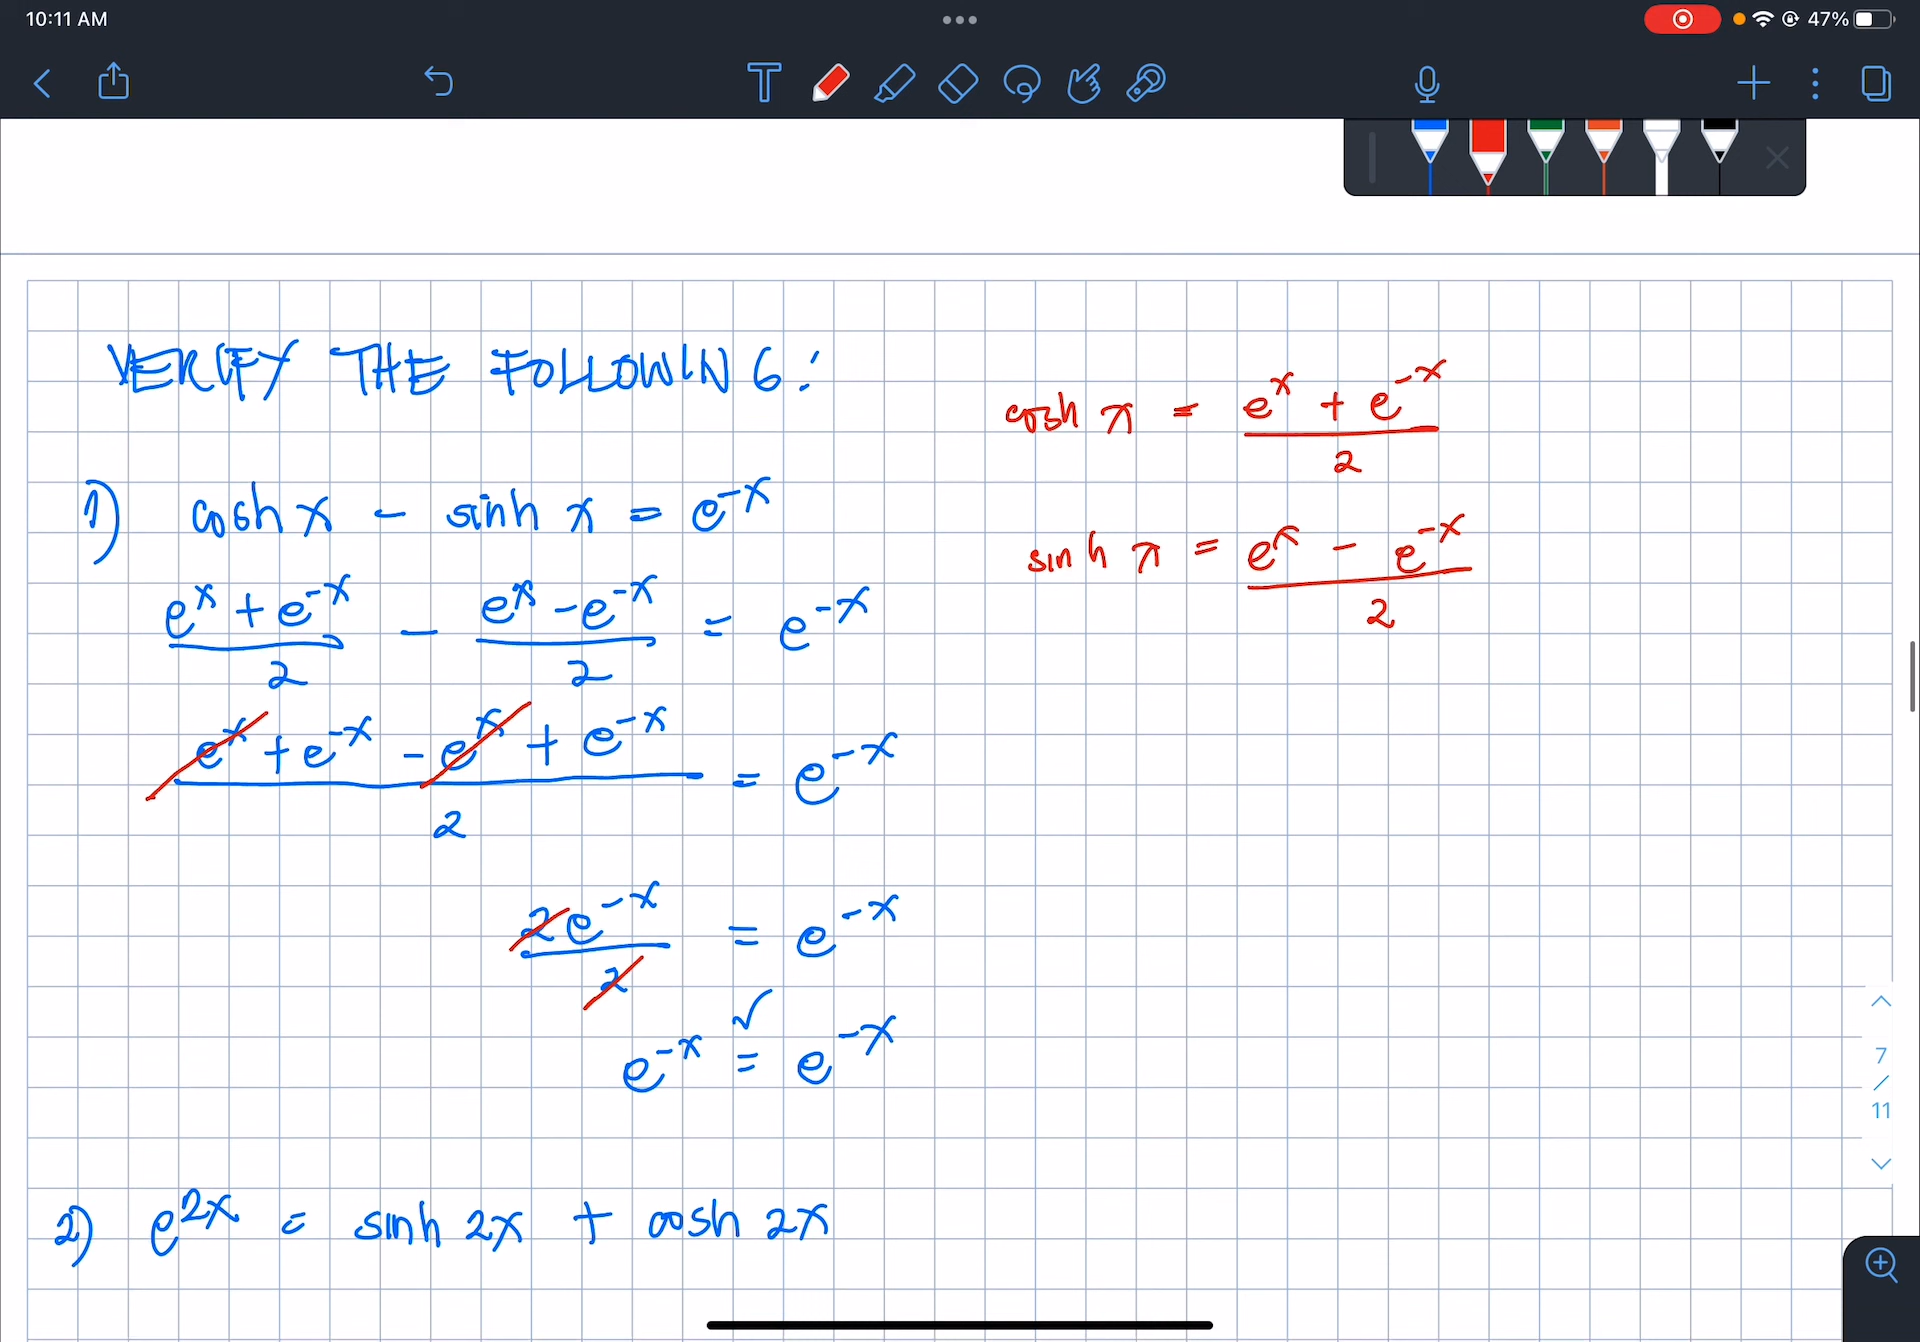 10:11 AM
47%
VERIFY THE FOLLOWING:
cosh x = (e^x + e^-x)/2
1) cosh x - sinh x = e^-x
sinh x = (e^x - e^-x)/2
(e^x + e^-x)/2 - (e^x - e^-x)/2 = e^-x
(e^x + e^-x - e^x + e^-x)/2 = e^-x
2e^-x/2 = e^-x
✓
e^-x = e^-x
7
/
11
2) e^2x = sinh 2x + cosh 2x